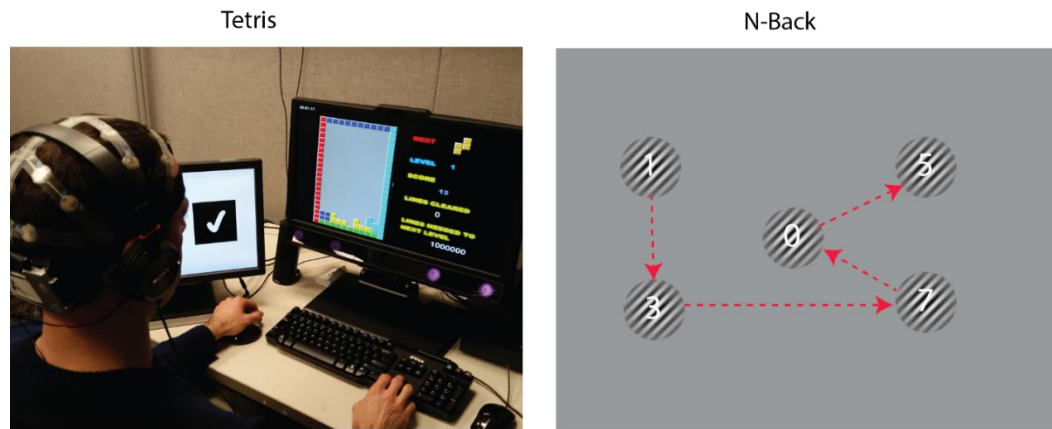 Tetris
N-Back
NEXT
LEVEL 1
SCORE
12
LINES CLEARED
0
LINES NEEDED TO
NEXT LEVEL
1000000
1
5
0
3
7